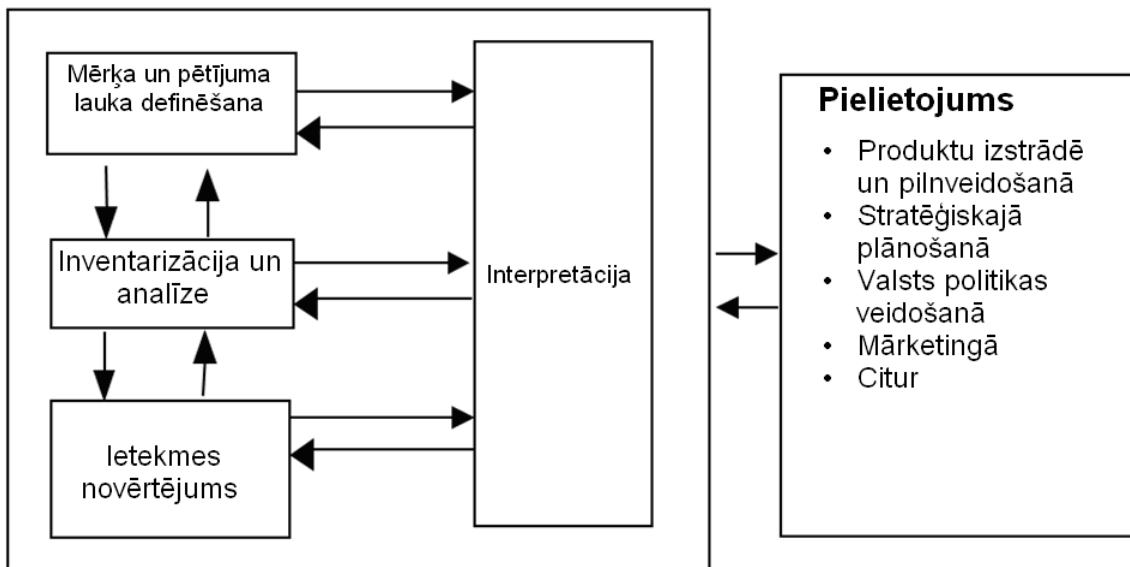 Mērķa un pētījuma
lauka definēšana
Inventarizācija un
analīze
Ietekmes
novērtējums
Interpretācija
Pielietojums
• Produktu izstrādē
un pilnveidošanā
• Stratēģiskajā
plānošanā
• Valsts politikas
veidošanā
• Mārketingā
• Citur